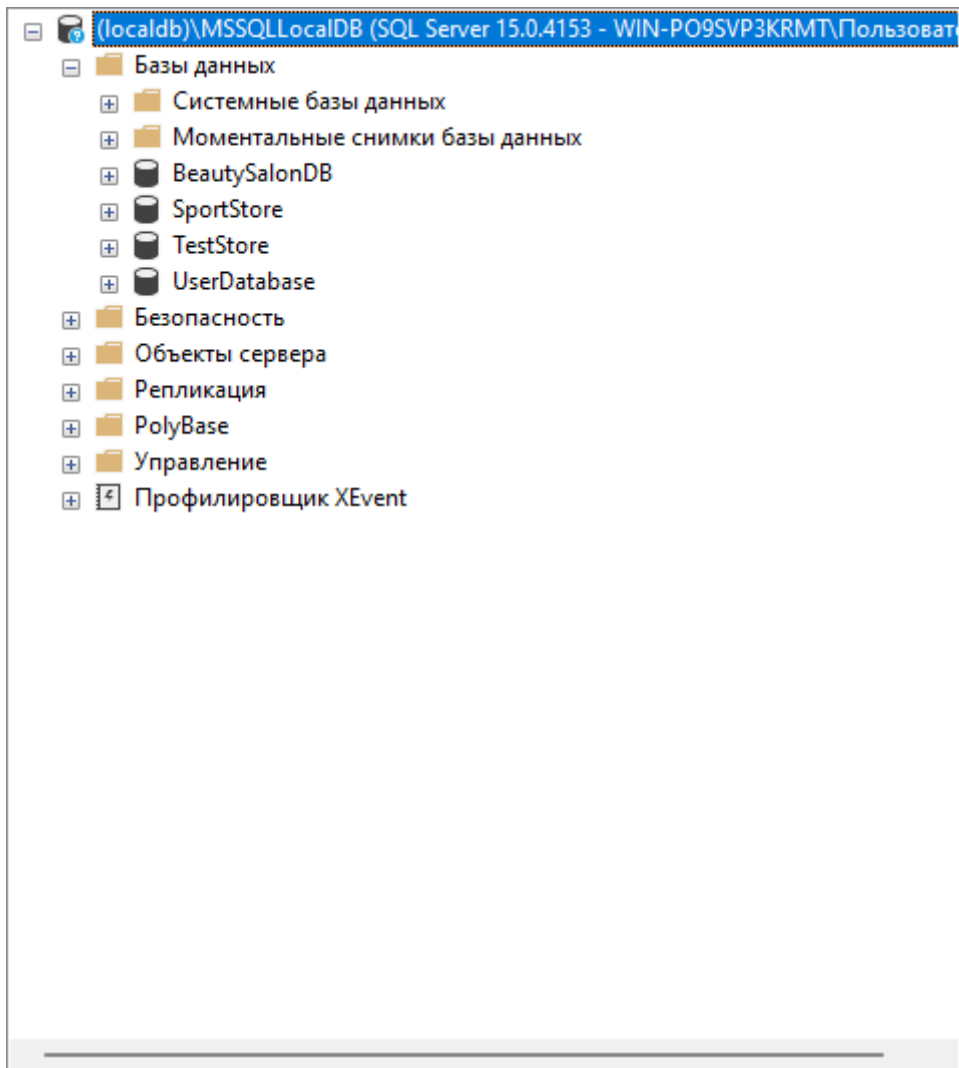 (localdb)\MSSQLLocalDB (SQL Server 15.0.4153 - WIN-PO9SVP3KRMT\Пользоват
Базы данных
Системные базы данных
Моментальные снимки базы данных
BeautySalonDB
SportStore
TestStore
UserDatabase
Безопасность
Объекты сервера
Репликация
PolyBase
Управление
Профилировщик XEvent